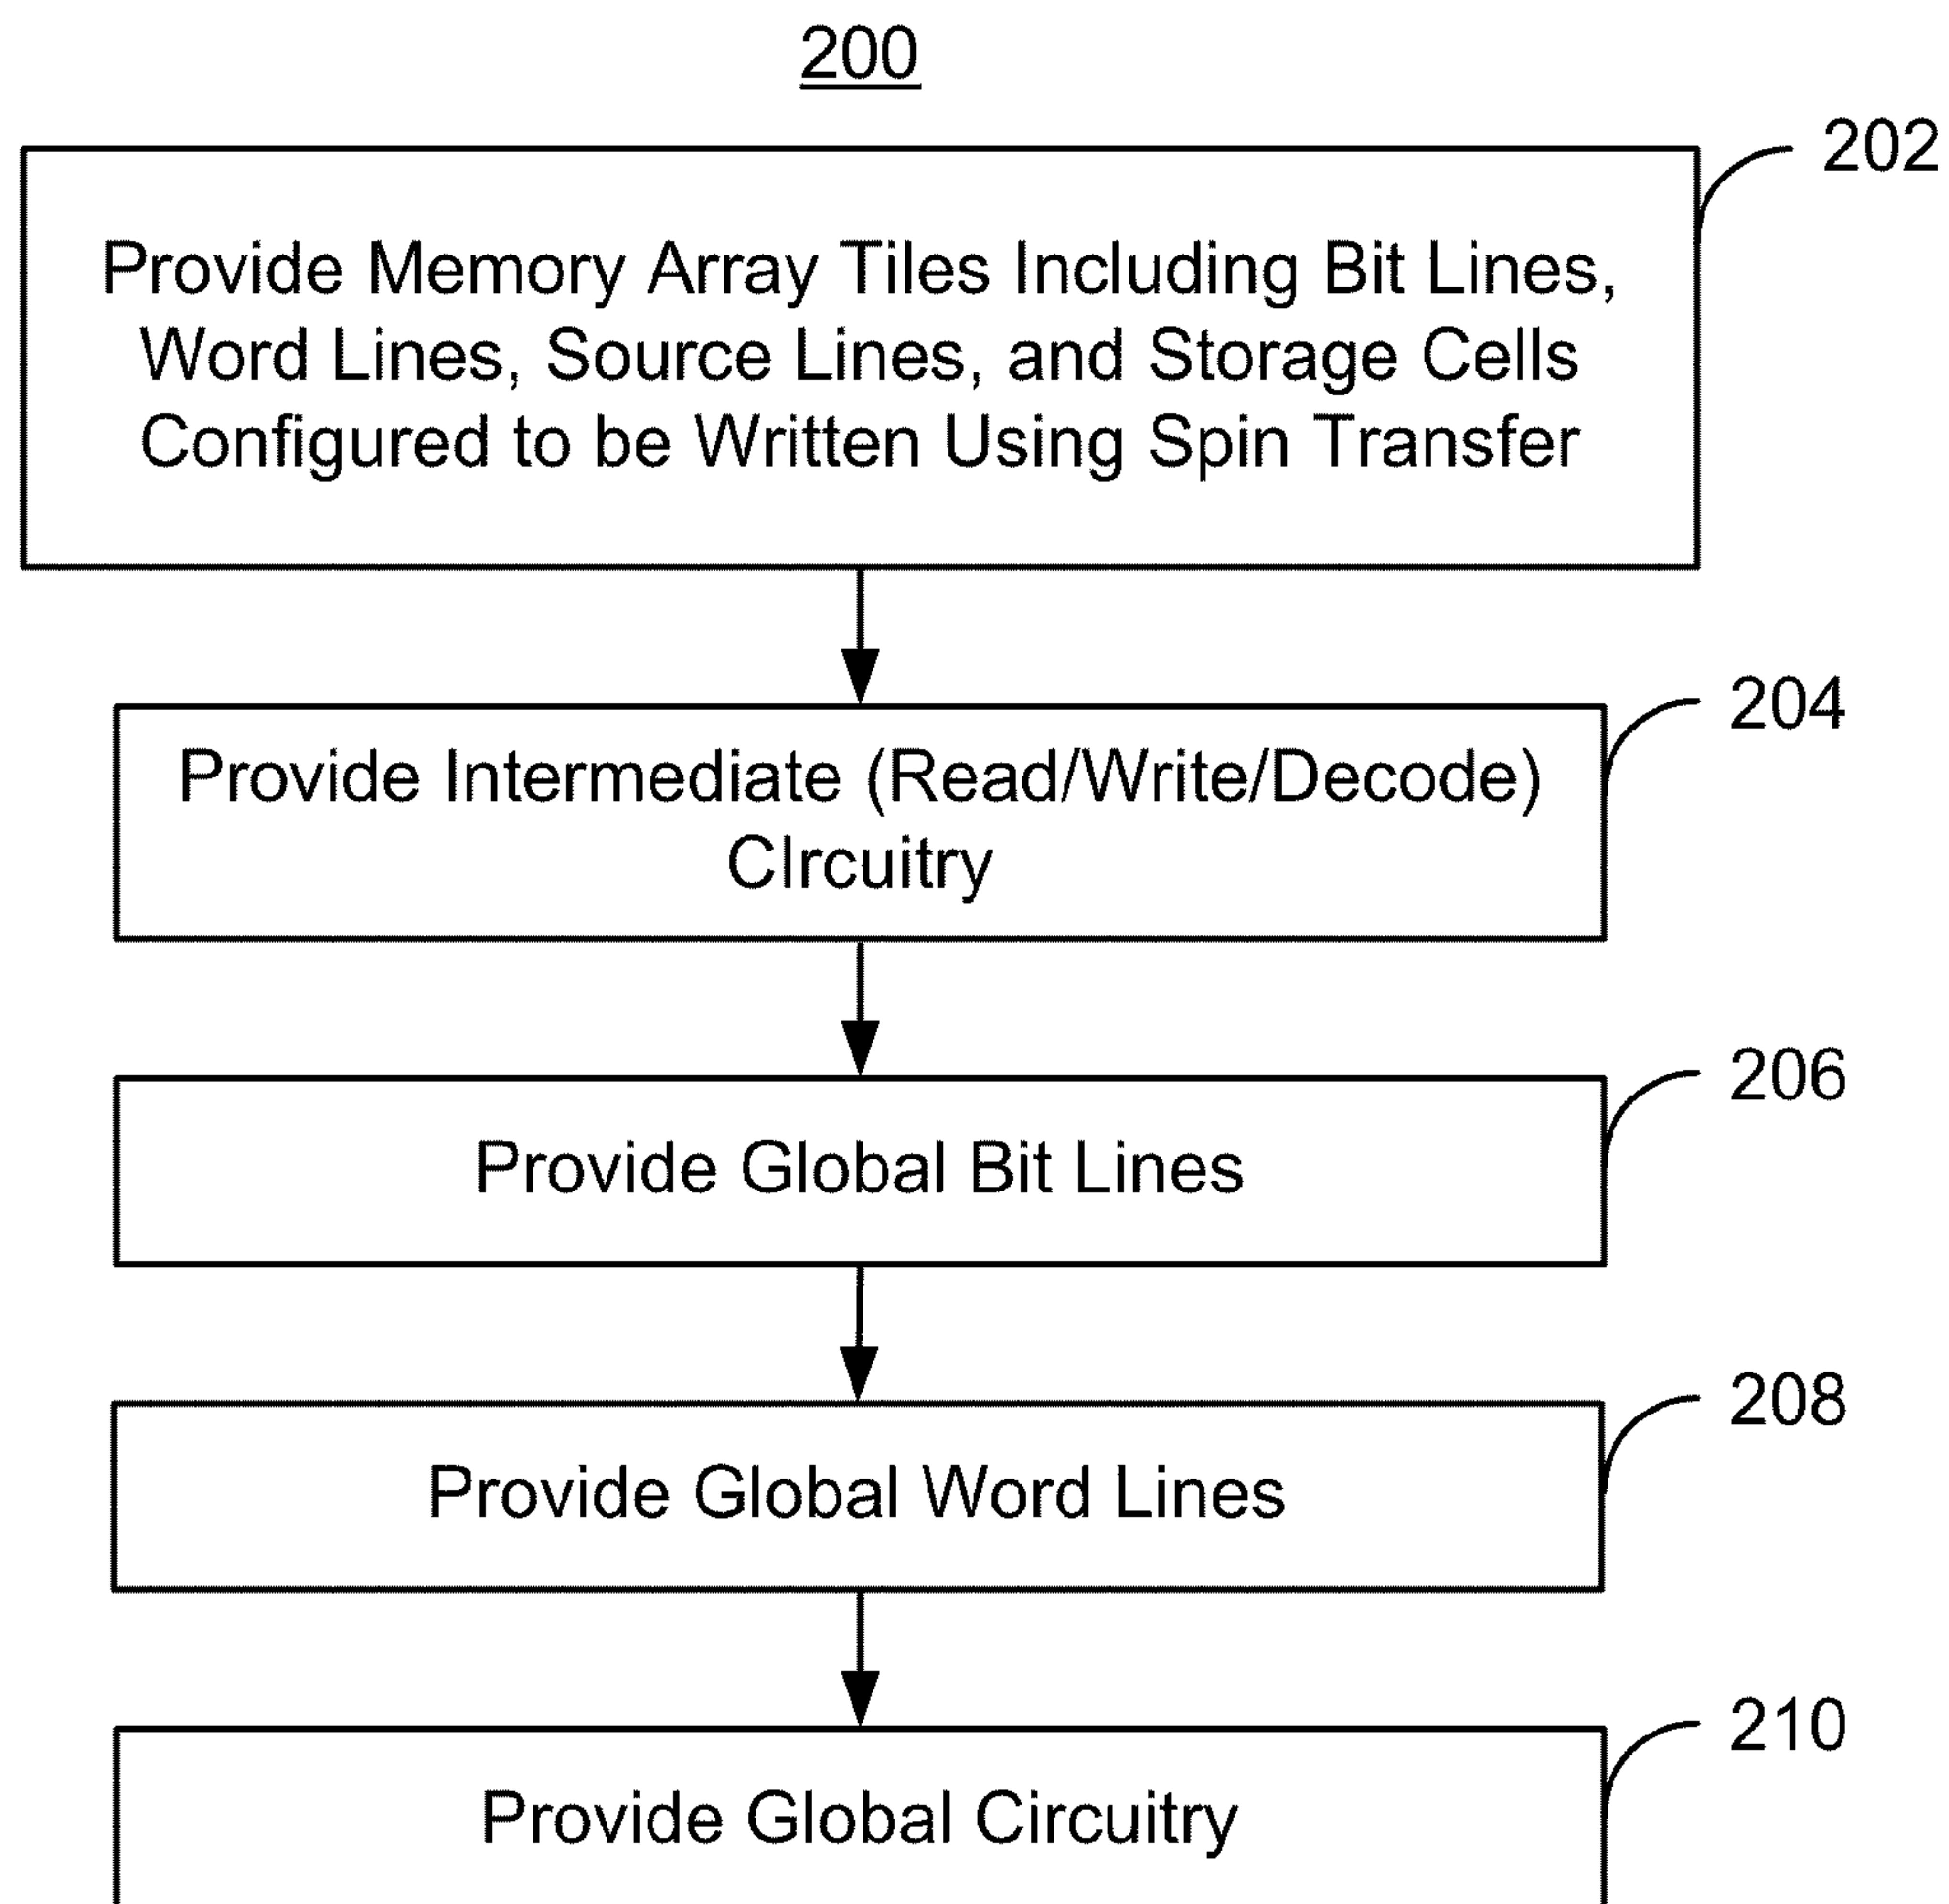 200
202
Provide Memory Array Tiles Including Bit Lines,
Word Lines, Source Lines, and Storage Cells
Configured to be Written Using Spin Transfer
204
Provide Intermediate (Read/Write/Decode)
CIrcuitry
206
Provide Global Bit Lines
208
Provide Global Word Lines
210
Provide Global Circuitry